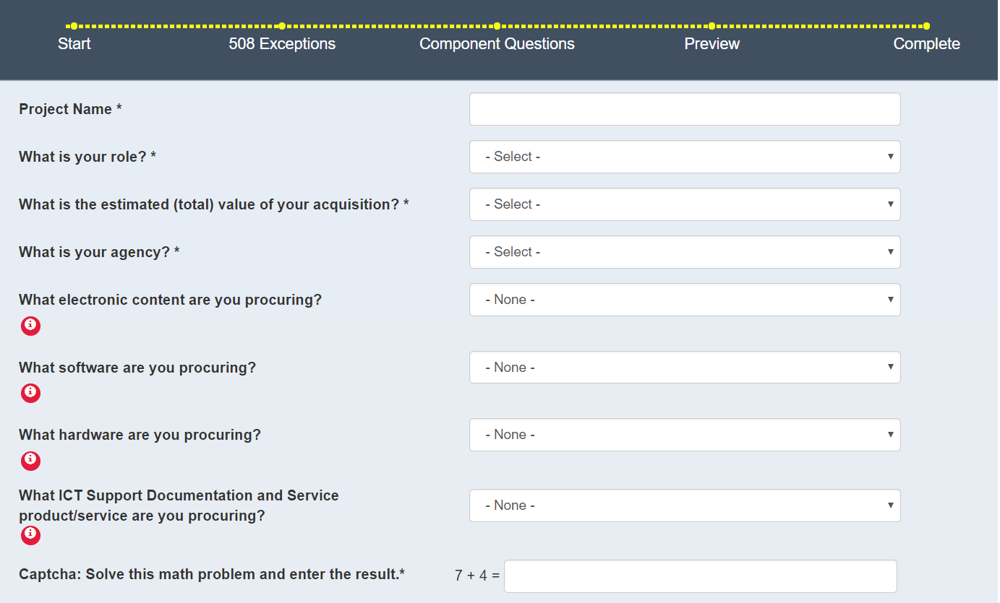 Start 508 Exceptions Component Questions Preview Complete
Project Name *
What is your role? * - Select -
What is the estimated (total) value of your acquisition? * - Select -
What is your agency? * - Select -
What electronic content are you procuring? - None -
i
What software are you procuring? - None -
i
What hardware are you procuring? - None -
i
What ICT Support Documentation and Service
product/service are you procuring? - None -
i
Captcha: Solve this math problem and enter the result.* 7 + 4 =